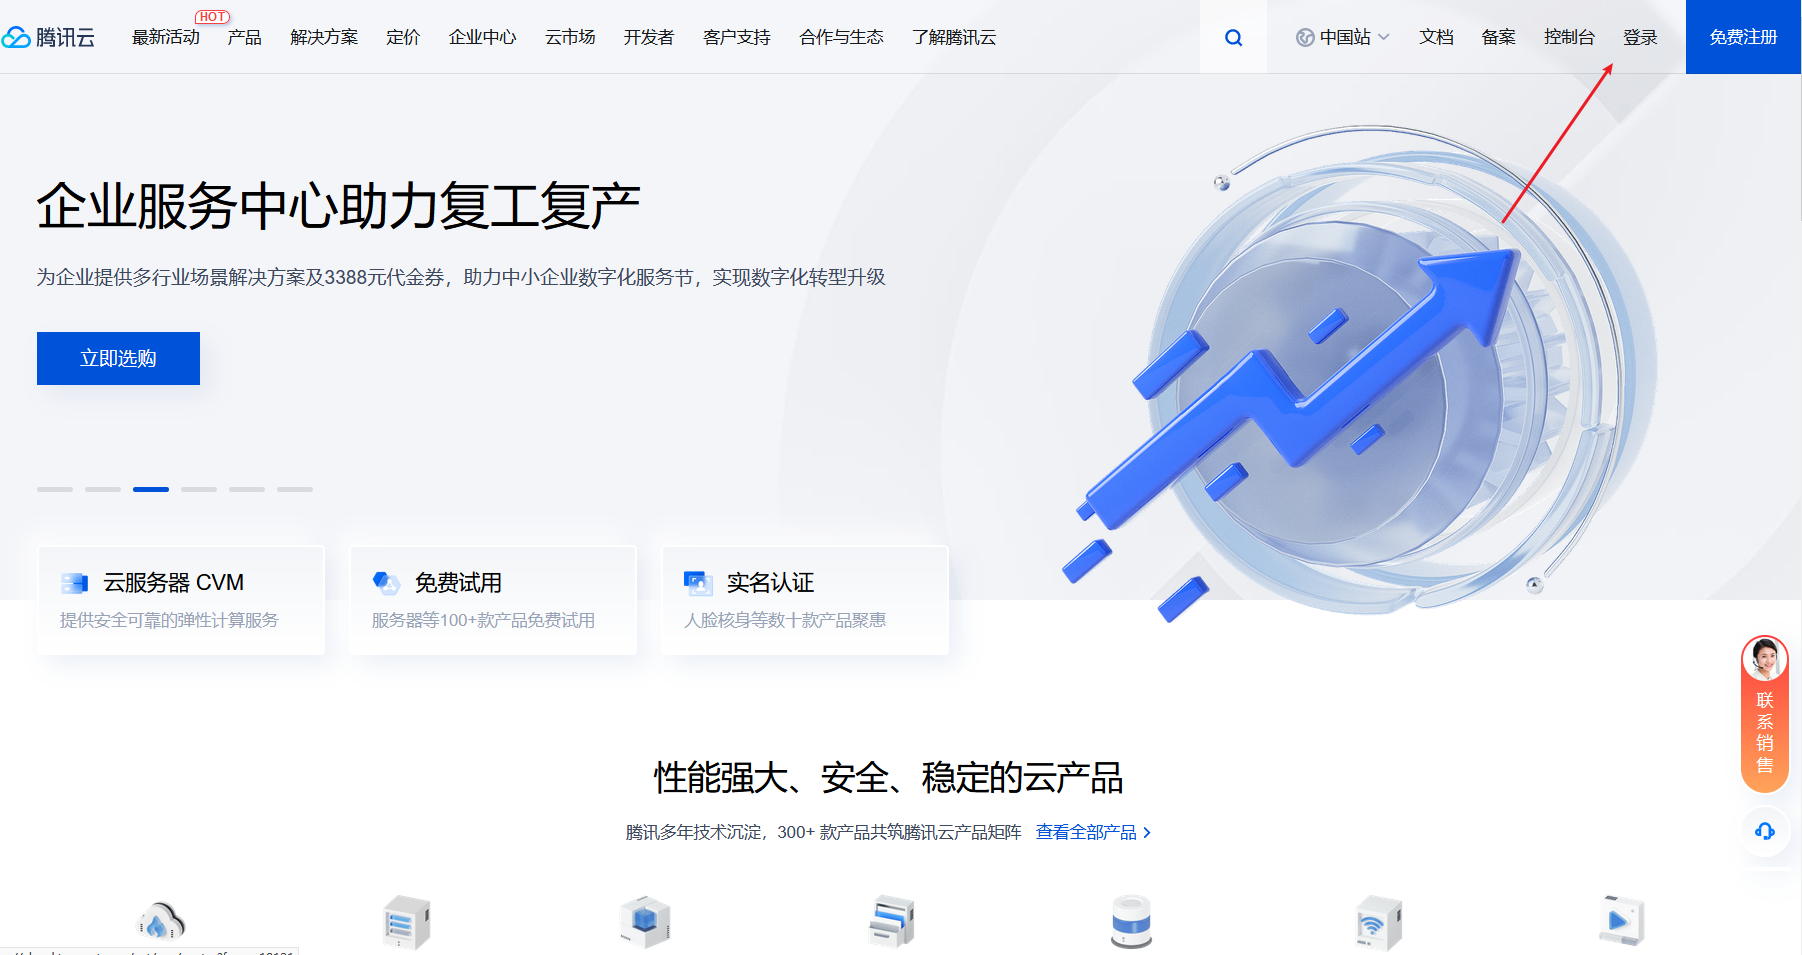 腾讯云
最新活动
HOT
产品
解决方案
定价
企业中心
云市场
开发者
客户支持
合作与生态
了解腾讯云
中国站
文档
备案
控制台
登录
免费注册
企业服务中心助力复工复产
为企业提供多行业场景解决方案及3388元代金券，助力中小企业数字化服务节，实现数字化转型升级
立即选购
云服务器 CVM
提供安全可靠的弹性计算服务
免费试用
服务器等100+款产品免费试用
实名认证
人脸核身等数十款产品聚惠
联系销售
性能强大、安全、稳定的云产品
腾讯多年技术沉淀，300+ 款产品共筑腾讯云产品矩阵 查看全部产品